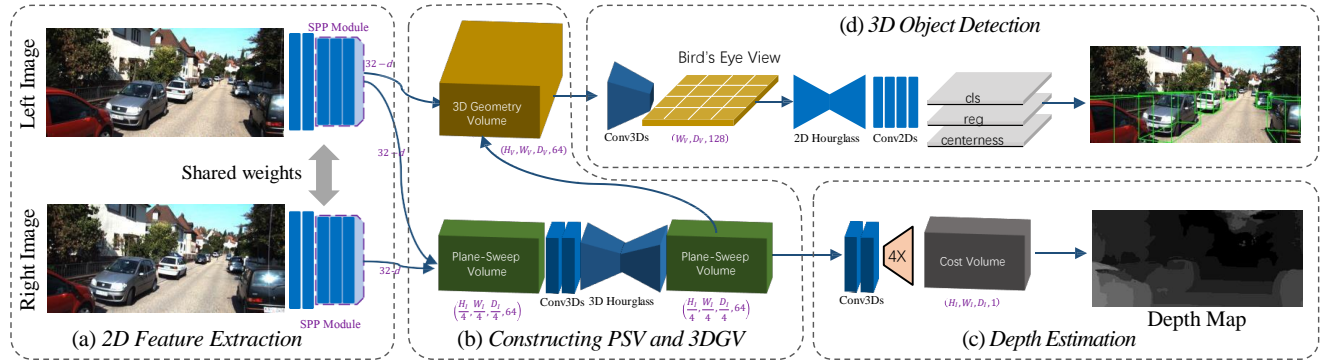 Left Image
Right Image
SPP Module
Shared weights
SPP Module
(a) 2D Feature Extraction
32-d
32-d
32-d
3D Geometry
Volume
(H_V, W_V, D_V, 64)
Plane-Sweep
Volume
(H_I/4, W_I/4, D_I/4, 64)
Conv3Ds
3D Hourglass
Plane-Sweep
Volume
(H_I/4, W_I/4, D_I/4, 64)
(b) Constructing PSV and 3DGV
(d) 3D Object Detection
Conv3Ds
Bird's Eye View
(W_V, D_V, 128)
2D Hourglass
Conv2Ds
cls
reg
centerness
Conv3Ds
4X
Cost Volume
(H_I, W_I, D_I, 1)
Depth Map
(c) Depth Estimation